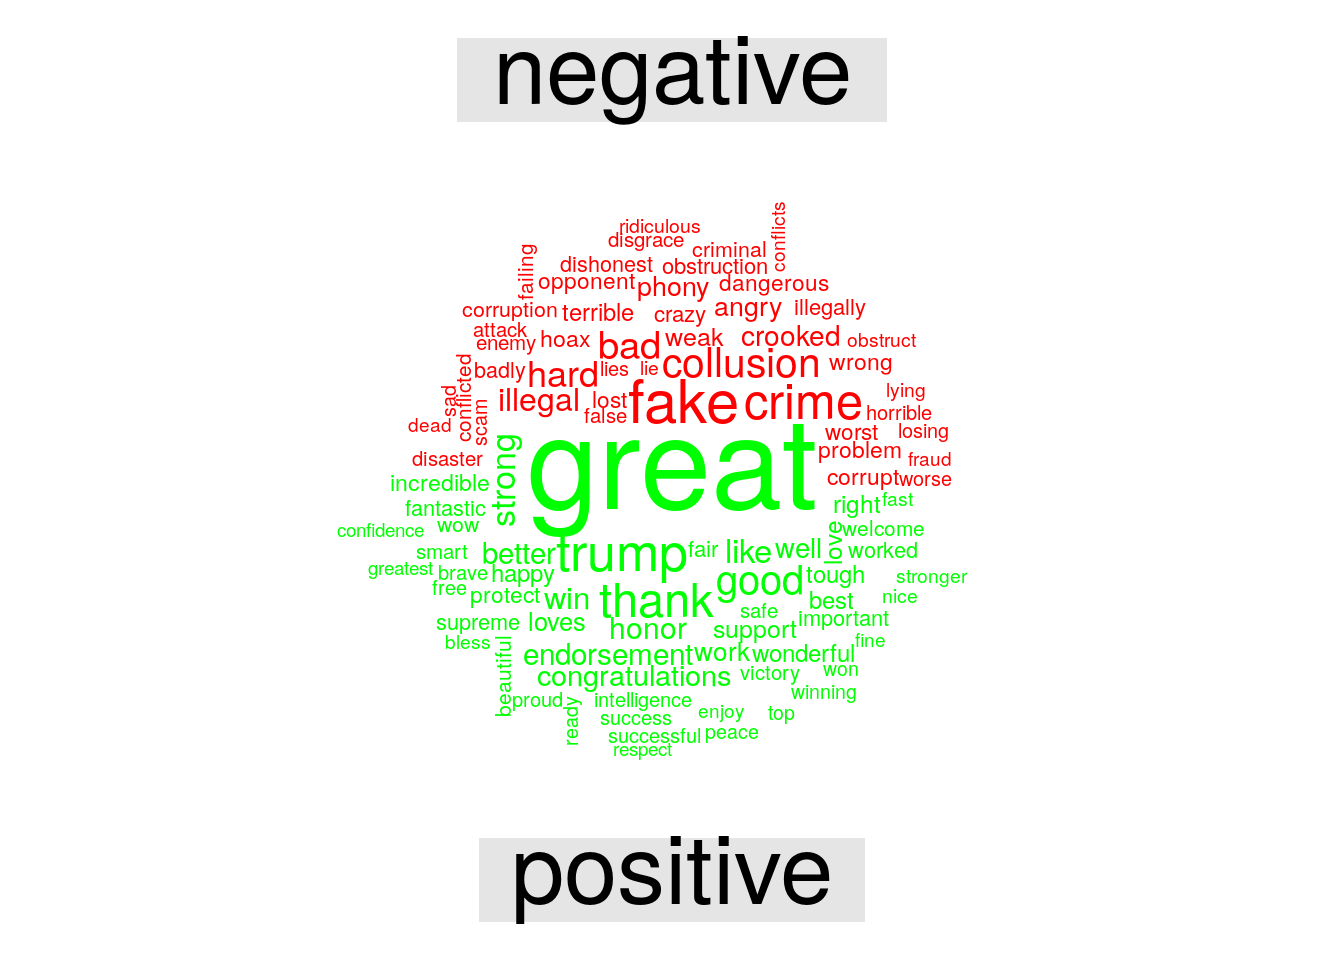 negative
conflicts
ridiculous
disgrace
criminal
failing
dishonest
obstruction
opponent
phony
dangerous
corruption
terrible
crazy
angry
illegally
attack
enemy
hoax
bad
weak
crooked
obstruct
conflicted
badly
hard
lies
lie
collusion
wrong
sad
scam
illegal
lost
false
fake
crime
lying
horrible
dead
worst
losing
disaster
strong
great
problem
fraud
incredible
corrupt
worse
fantastic
right
fast
confidence
wow
love
welcome
smart
better
trump
fair
like
well
worked
greatest
brave
happy
good
tough
stronger
free
protect
win
thank
safe
best
nice
supreme
loves
honor
support
important
bless
beautiful
endorsement
work
wonderful
fine
congratulations
victory
won
proud
ready
intelligence
winning
success
enjoy
top
successful
peace
respect
positive